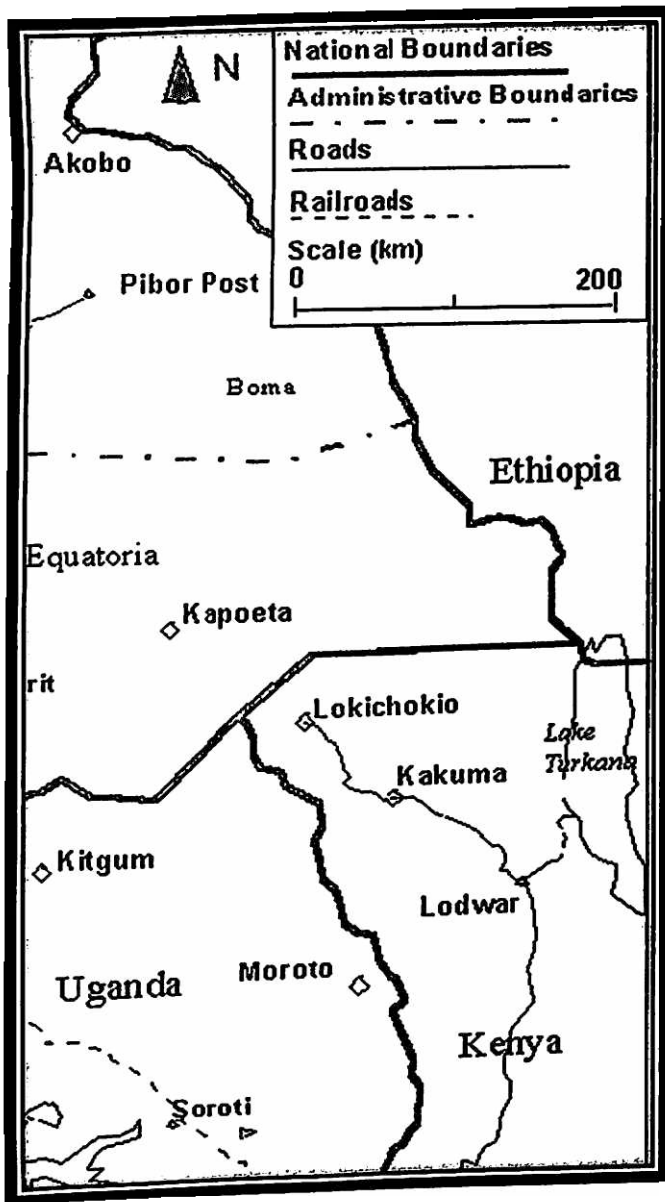 N
National Boundaries
Administrative Boundaries
Roads
Railroads
Scale (km)
0 200
Akobo
Pibor Post
Boma
Ethiopia
Equatoria
Kapoeta
rit
Lokichokio
Lake
Turkana
Kakuma
Kitgum
Lodwar
Moroto
Uganda
Kenya
Soroti